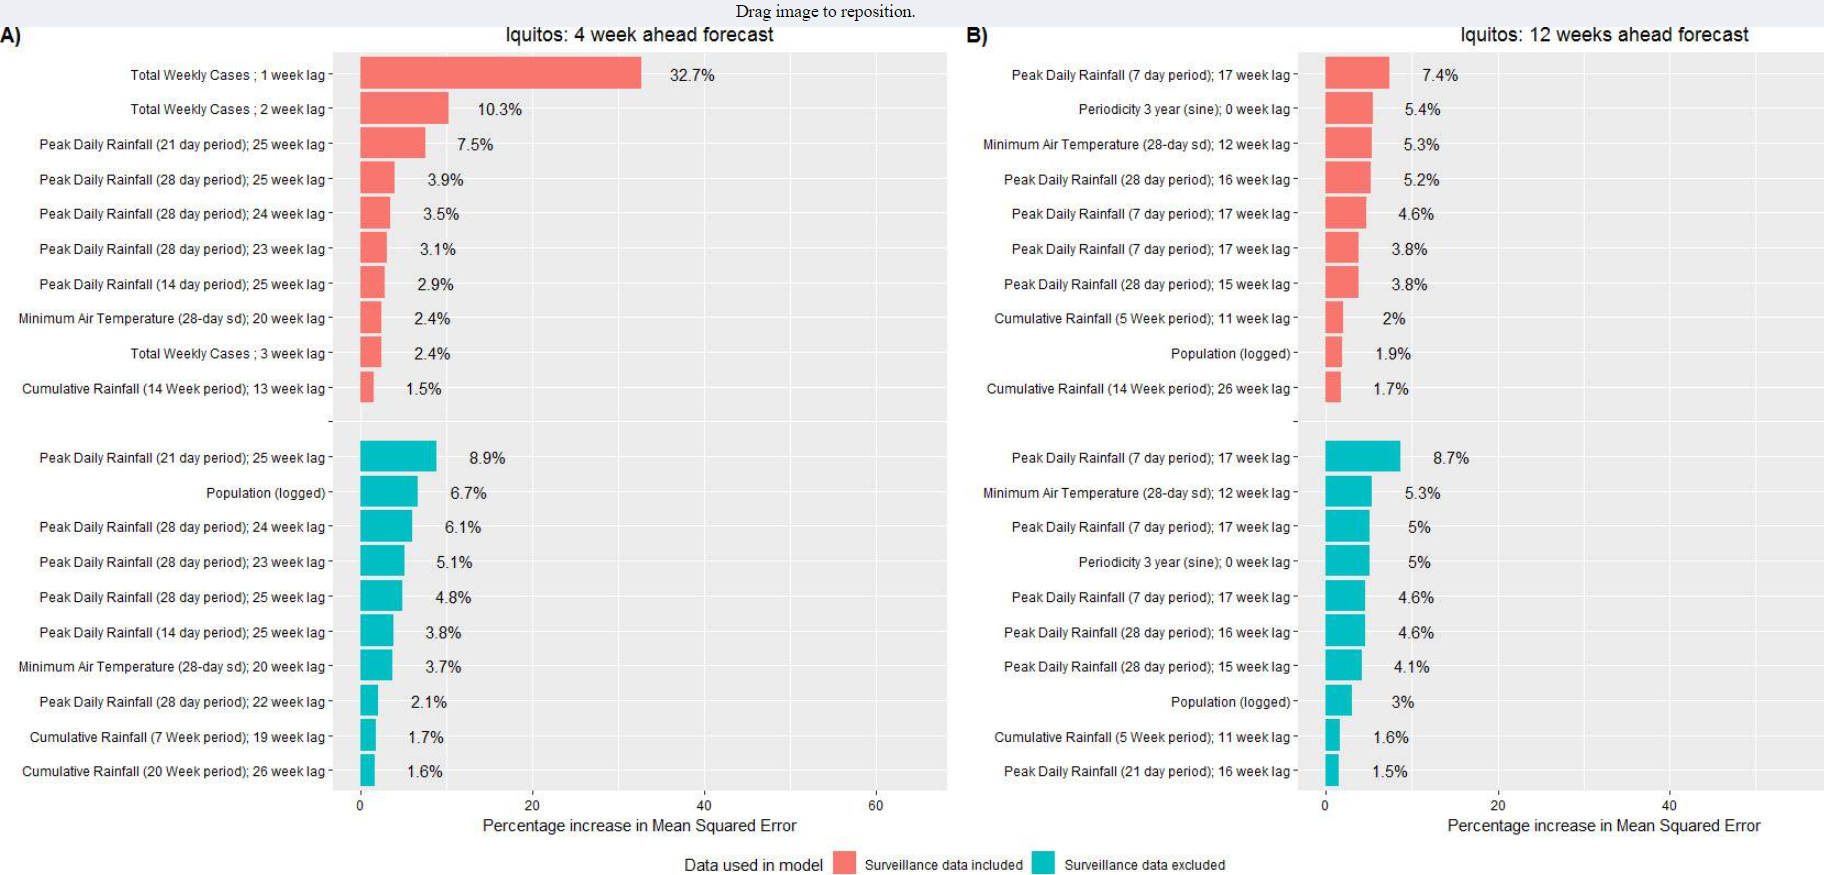 Drag image to reposition.
A)
Iquitos: 4 week ahead forecast
Total Weekly Cases ; 1 week lag
32.7%
Total Weekly Cases ; 2 week lag
10.3%
Peak Daily Rainfall (21 day period); 25 week lag
7.5%
Peak Daily Rainfall (28 day period); 25 week lag
3.9%
Peak Daily Rainfall (28 day period); 24 week lag
3.5%
Peak Daily Rainfall (28 day period); 23 week lag
3.1%
Peak Daily Rainfall (14 day period); 25 week lag
2.9%
Minimum Air Temperature (28-day sd); 20 week lag
2.4%
Total Weekly Cases ; 3 week lag
2.4%
Cumulative Rainfall (14 Week period); 13 week lag
1.5%
Peak Daily Rainfall (21 day period); 25 week lag
8.9%
Population (logged)
6.7%
Peak Daily Rainfall (28 day period); 24 week lag
6.1%
Peak Daily Rainfall (28 day period); 23 week lag
5.1%
Peak Daily Rainfall (28 day period); 25 week lag
4.8%
Peak Daily Rainfall (14 day period); 25 week lag
3.8%
Minimum Air Temperature (28-day sd); 20 week lag
3.7%
Peak Daily Rainfall (28 day period); 22 week lag
2.1%
Cumulative Rainfall (7 Week period); 19 week lag
1.7%
Cumulative Rainfall (20 Week period); 26 week lag
1.6%
0 20 40 60
Percentage increase in Mean Squared Error
B)
Iquitos: 12 weeks ahead forecast
Peak Daily Rainfall (7 day period); 17 week lag
7.4%
Periodicity 3 year (sine); 0 week lag
5.4%
Minimum Air Temperature (28-day sd); 12 week lag
5.3%
Peak Daily Rainfall (28 day period); 16 week lag
5.2%
Peak Daily Rainfall (7 day period); 17 week lag
4.6%
Peak Daily Rainfall (7 day period); 17 week lag
3.8%
Peak Daily Rainfall (28 day period); 15 week lag
3.8%
Cumulative Rainfall (5 Week period); 11 week lag
2%
Population (logged)
1.9%
Cumulative Rainfall (14 Week period); 26 week lag
1.7%
Peak Daily Rainfall (7 day period); 17 week lag
8.7%
Minimum Air Temperature (28-day sd); 12 week lag
5.3%
Peak Daily Rainfall (7 day period); 17 week lag
5%
Periodicity 3 year (sine); 0 week lag
5%
Peak Daily Rainfall (7 day period); 17 week lag
4.6%
Peak Daily Rainfall (28 day period); 16 week lag
4.6%
Peak Daily Rainfall (28 day period); 15 week lag
4.1%
Population (logged)
3%
Cumulative Rainfall (5 Week period); 11 week lag
1.6%
Peak Daily Rainfall (21 day period); 16 week lag
1.5%
0 20 40
Percentage increase in Mean Squared Error
Data used in model Surveillance data included Surveillance data excluded